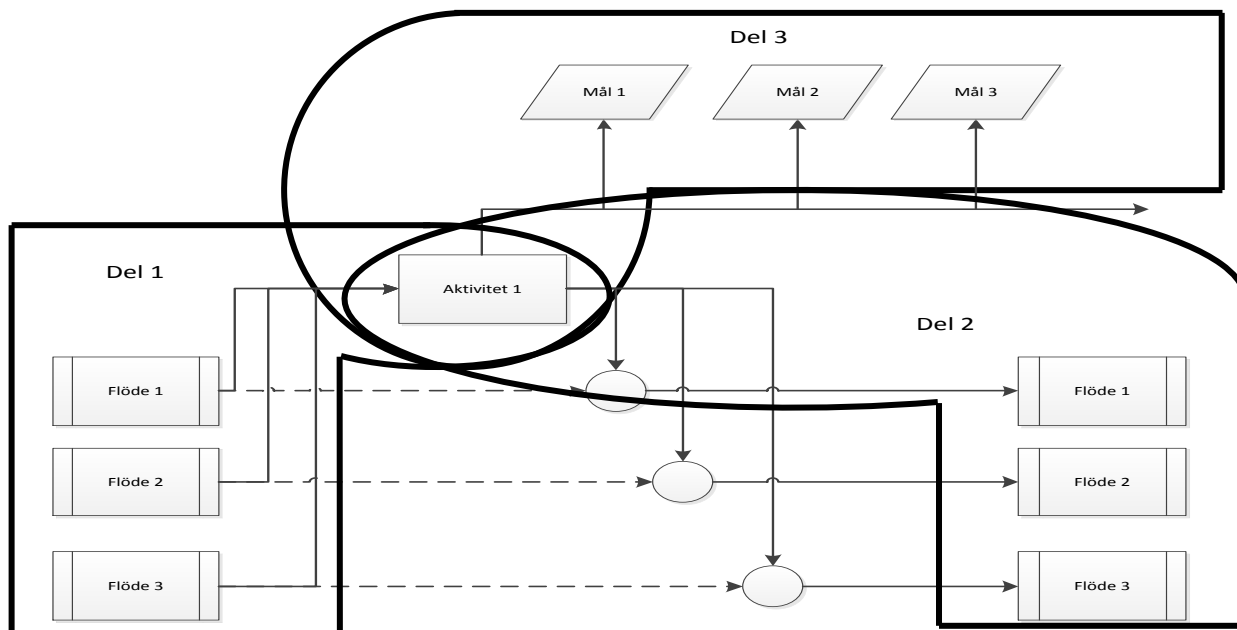 Del 3
Mål 1
Mål 2
Mål 3
Del 1
Aktivitet 1
Del 2
Flöde 1
Flöde 1
Flöde 2
Flöde 2
Flöde 3
Flöde 3